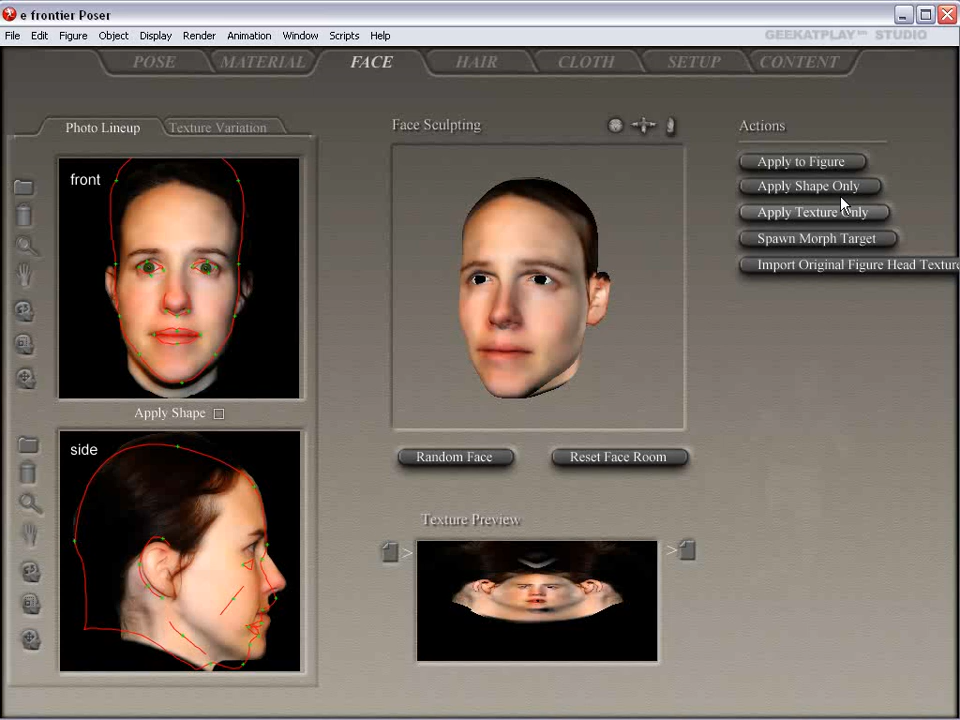 e frontier Poser
File Edit Figure Object Display Render Animation Window Scripts Help
GEEKATPLAY STUDIO
POSE MATERIAL FACE HAIR CLOTH SETUP CONTENT
Photo Lineup Texture Variation
front
Apply Shape
side
Face Sculpting
Random Face Reset Face Room
Texture Preview
> >
Actions
Apply to Figure
Apply Shape Only
Apply Texture Only
Spawn Morph Target
Import Original Figure Head Texture